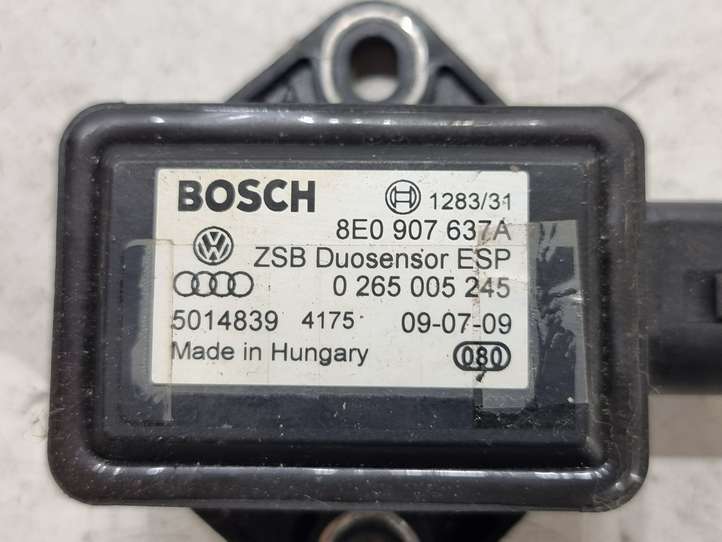 BOSCH 1283/31
8E0 907 637A
ZSB Duosensor ESP
0 265 005 245
5014839 4175 09-07-09
Made in Hungary 080